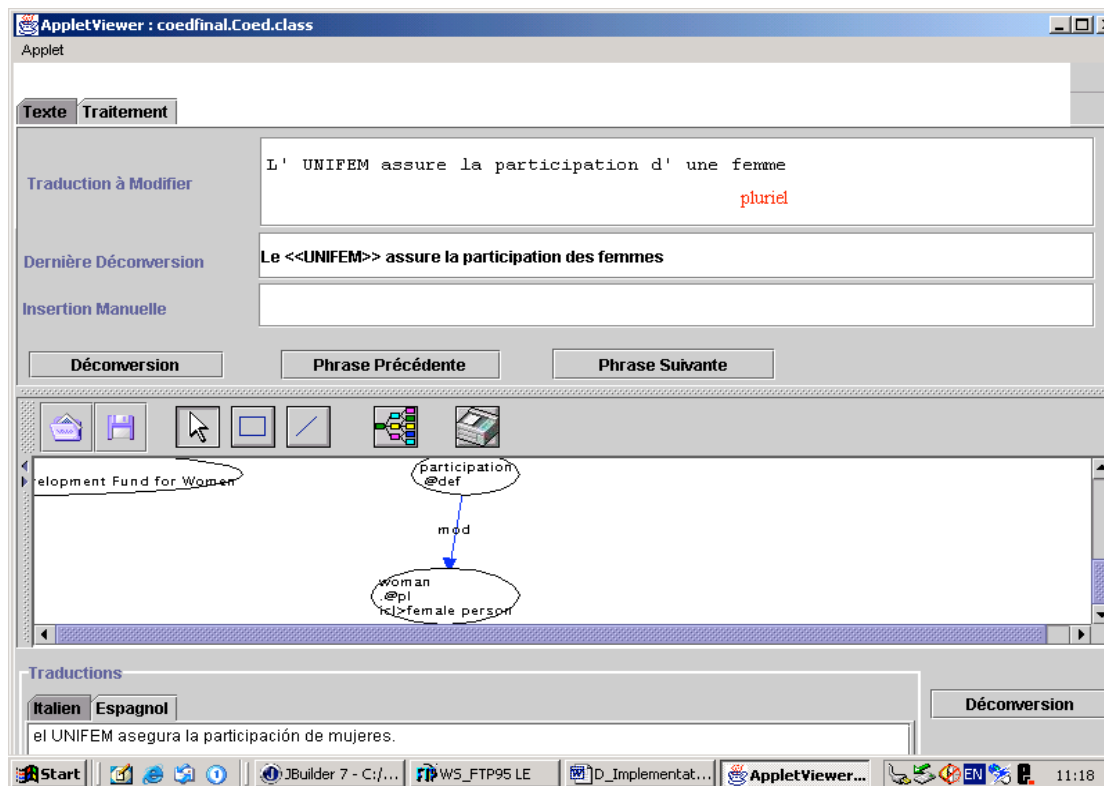 AppletViewer : coedfinal.Coed.class
Applet
Texte Traitement
Traduction à Modifier
L' UNIFEM assure la participation d' une femme
pluriel
Dernière Déconversion
Le <<UNIFEM>> assure la participation des femmes
Insertion Manuelle
Déconversion Phrase Précédente Phrase Suivante
participation
@def
elopment Fund for Women
mod
woman
.@pl
icl>female person
Traductions
Italien Espagnol
Déconversion
el UNIFEM asegura la participación de mujeres.
Start JBuilder 7 - C:/... WS_FTP95 LE D_Implementat... AppletViewer... EN 11:18